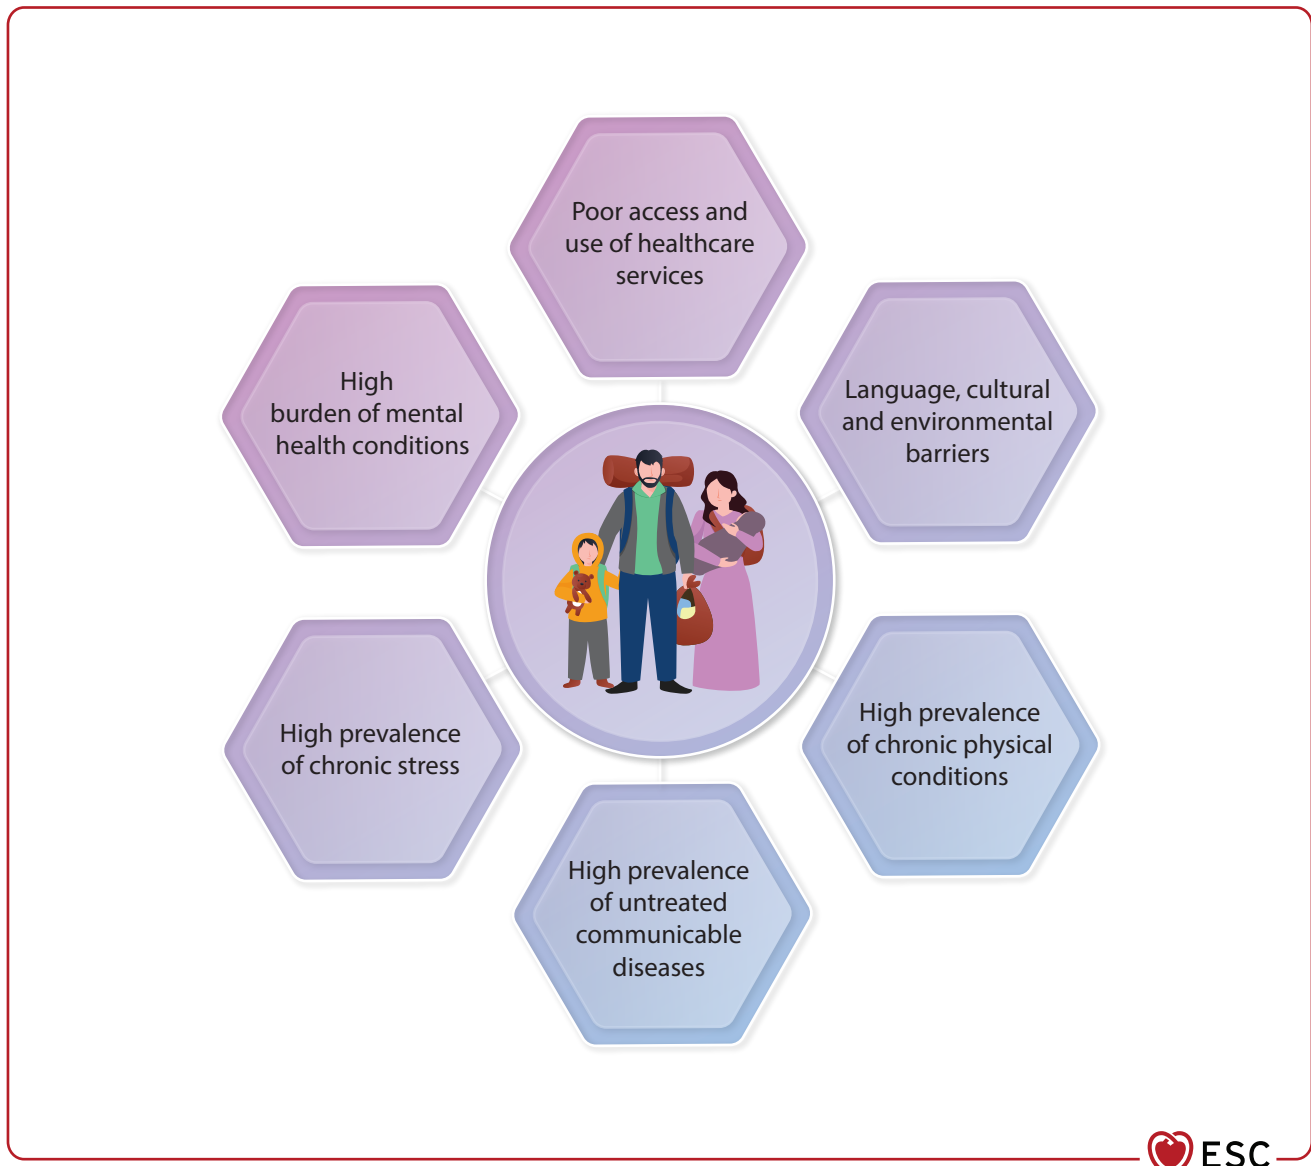 Poor access and
use of healthcare
services
High
burden of mental
health conditions
Language, cultural
and environmental
barriers
High prevalence
of chronic stress
High prevalence
of chronic physical
conditions
High prevalence
of untreated
communicable
diseases
ESC